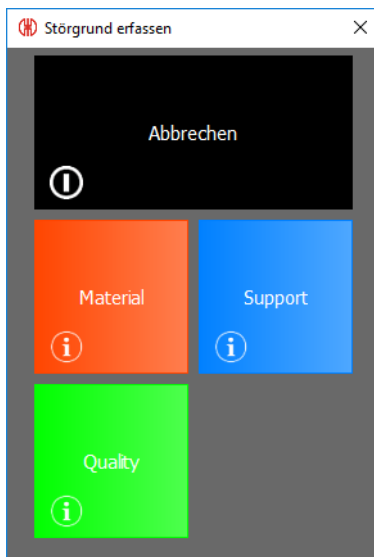 Störgrund erfassen
Abbrechen
Material
Support
Quality